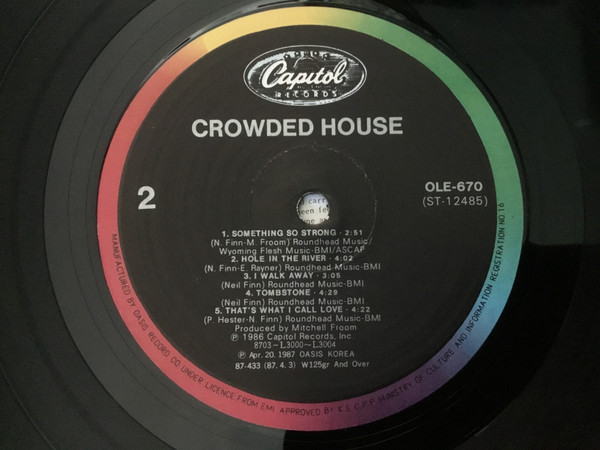 Capitol
RECORDS
CROWDED HOUSE
2
OLE-670
(ST-12485)
1. SOMETHING SO STRONG · 2:51
(N. Finn-M. Froom) Roundhead Music/
Wyoming Flesh Music-BMI/ASCAP
2. HOLE IN THE RIVER · 4:02
(N. Finn-E. Rayner) Roundhead Music-BMI
3. I WALK AWAY · 3:05
(Neil Finn) Roundhead Music-BMI
4. TOMBSTONE · 4:29
(Neil Finn) Roundhead Music-BMI
5. THAT'S WHAT I CALL LOVE · 4:22
(P. Hester-N. Finn) Roundhead Music-BMI
Produced by Mitchell Froom
℗ 1986 Capitol Records, Inc.
8703-L3000~L3004
℗ Apr. 20. 1987 OASIS KOREA
87-433 (87.4.3) W125gr And Over
MANUFACTURED BY OASIS RECORD CO UNDER LICENCE FROM EMI APPROVED BY K.S.C.P.P. MINISTRY OF CULTURE AND INFORMATION REGISTRATION NO. 16